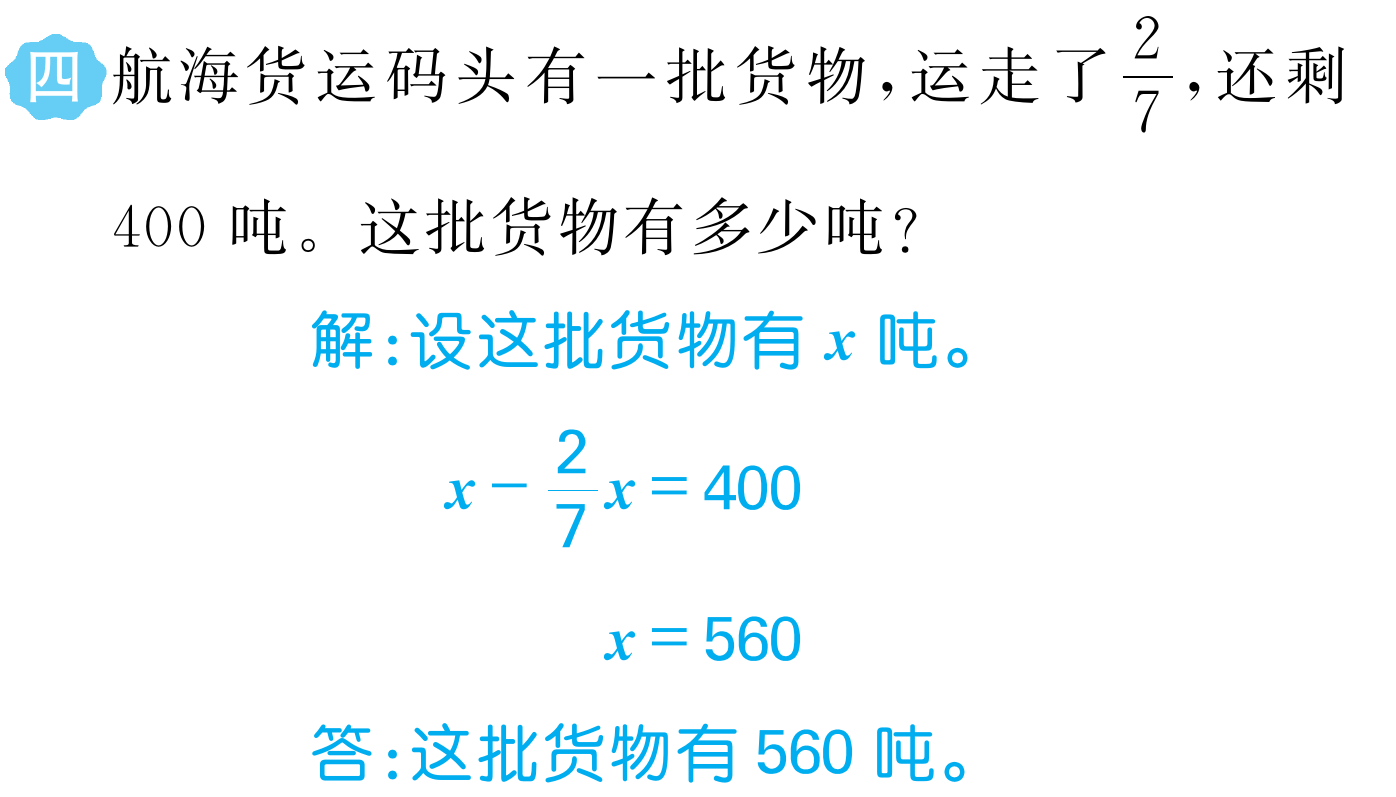 四 航海货运码头有一批货物,运走了2/7,还剩
400 吨。这批货物有多少吨?
解:设这批货物有 x 吨。
x − 2/7 x = 400
x = 560
答:这批货物有 560 吨。